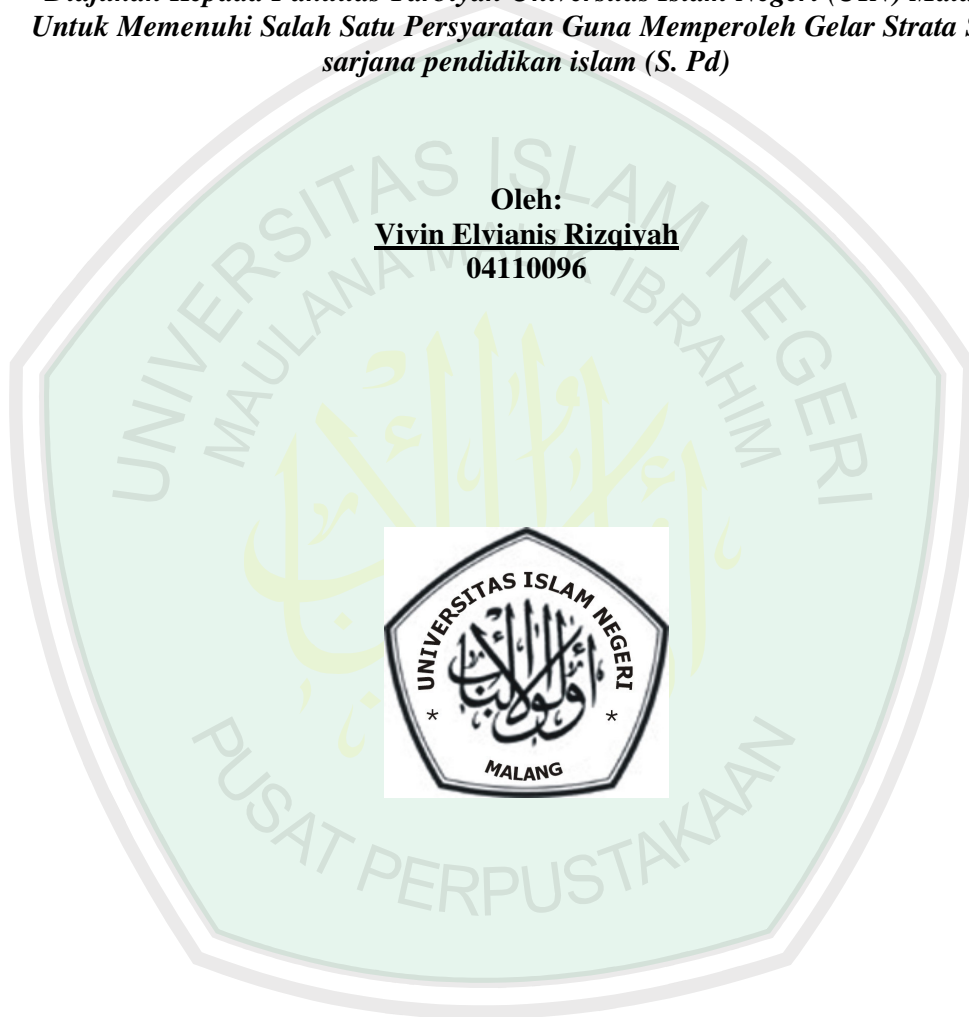 Untuk Memenuhi Salah Satu Persyaratan Guna Memperoleh Gelar Strata
sarjana pendidikan islam (S. Pd)
Oleh:
Vivin Elvianis Rizqiyah
04110096
UNIVERSITAS ISLAM NEGERI
MAULANA MALIK IBRAHIM
UNIVERSITAS ISLAM NEGERI
* *
MALANG
PUSAT PERPUSTAKAAN